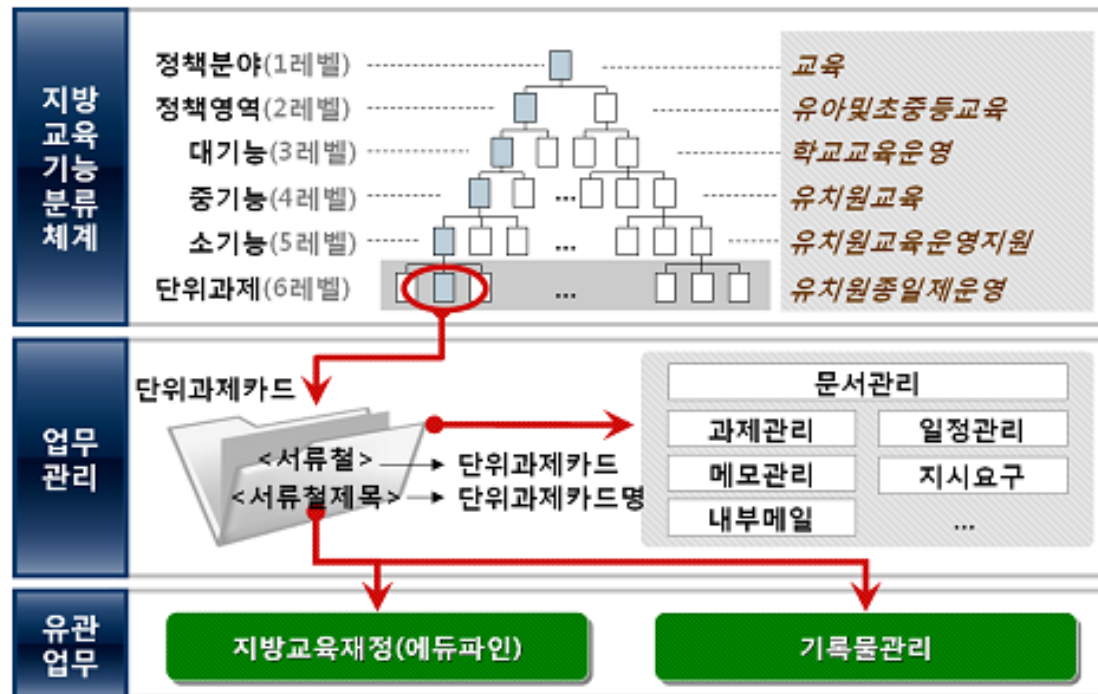 지방
교육
기능
분류
체계
정책분야(1레벨)
교육
정책영역(2레벨)
유아및초중등교육
대기능(3레벨)
학교교육운영
중기능(4레벨)
...
유치원교육
소기능(5레벨)
...
유치원교육운영지원
단위과제(6레벨)
...
유치원종일제운영
업무
관리
단위과제카드
<서류철>
단위과제카드
<서류철제목>
단위과제카드명
문서관리
과제관리
일정관리
메모관리
지시요구
내부메일
...
유관
업무
지방교육재정(에듀파인)
기록물관리